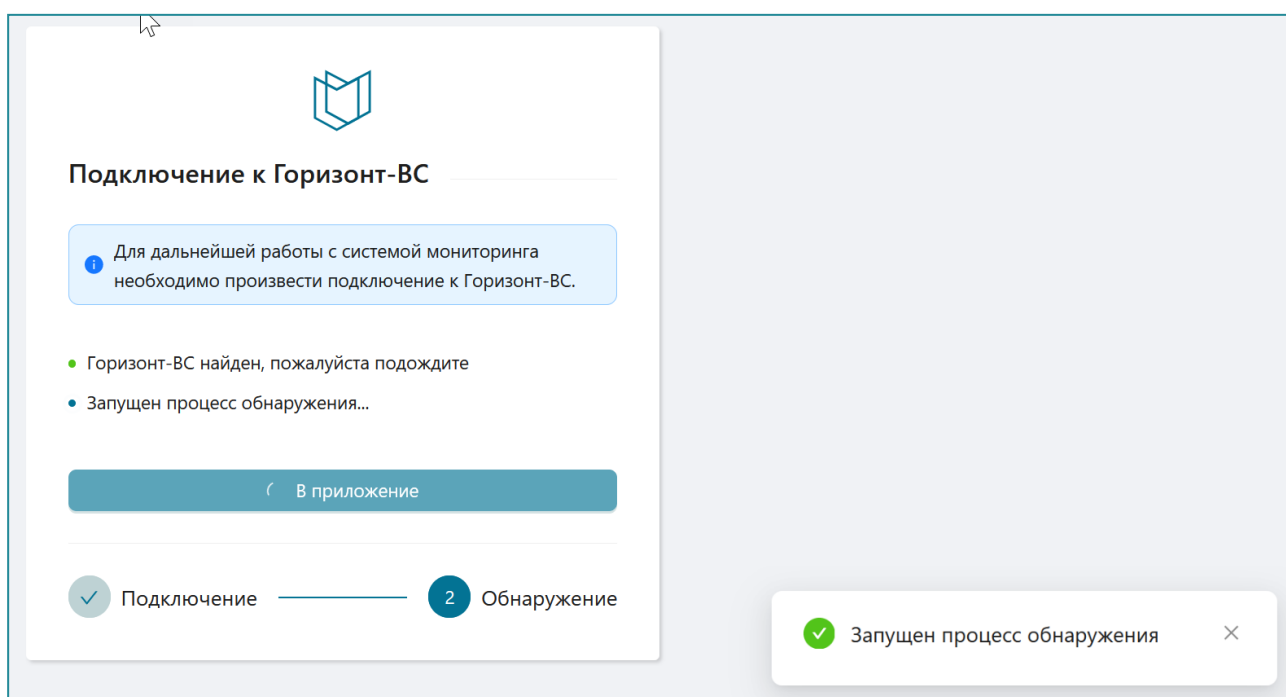 Подключение к Горизонт-ВС
Для дальнейшей работы с системой мониторинга
необходимо произвести подключение к Горизонт-ВС.
Горизонт-ВС найден, пожалуйста подождите
Запущен процесс обнаружения...
В приложение
Подключение
2 Обнаружение
Запущен процесс обнаружения